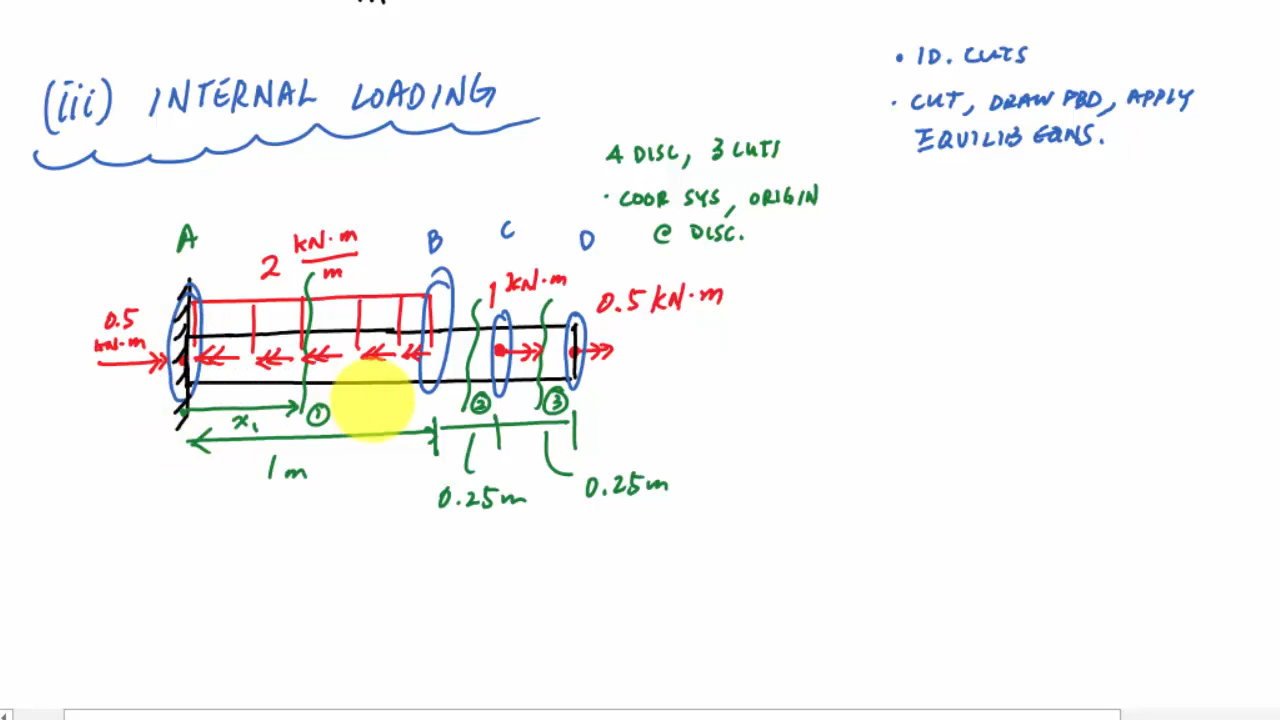 (iii) INTERNAL LOADING
• ID. CUTS
• CUT, DRAW FBD, APPLY
EQUILIB EQNS.
4 DISC, 3 CUTS
• COOR SYS, ORIGIN
@ DISC.
A
2 kN·m/m
B
C
D
0.5
kN·m
1 kN·m
0.5 kN·m
x₁
①
②
③
1 m
0.25m
0.25m